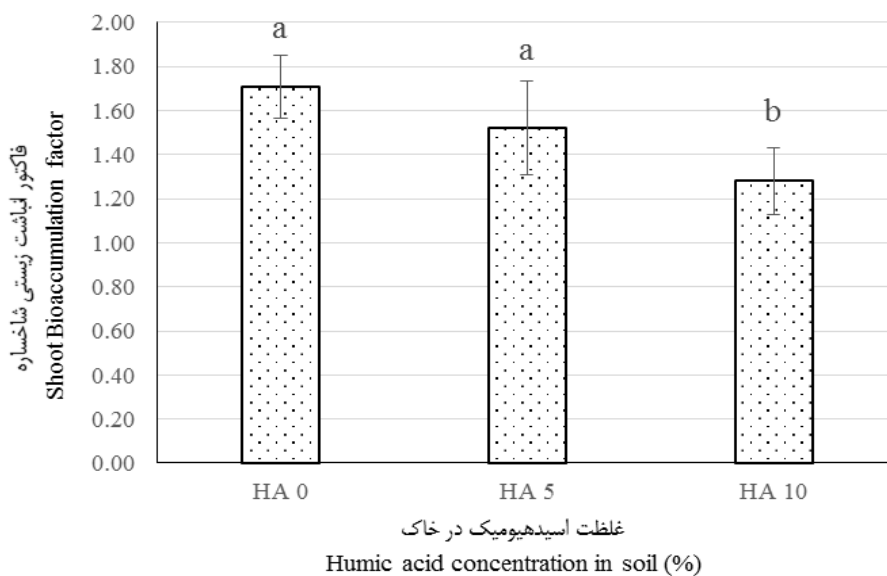 2.00
1.80
1.60
1.40
1.20
1.00
0.80
0.60
0.40
0.20
0.00
a
a
b
HA 0
HA 5
HA 10
فاکتور انباشت زیستی شاخساره
Shoot Bioaccumulation factor
غلظت اسیدهیومیک در خاک
Humic acid concentration in soil (%)